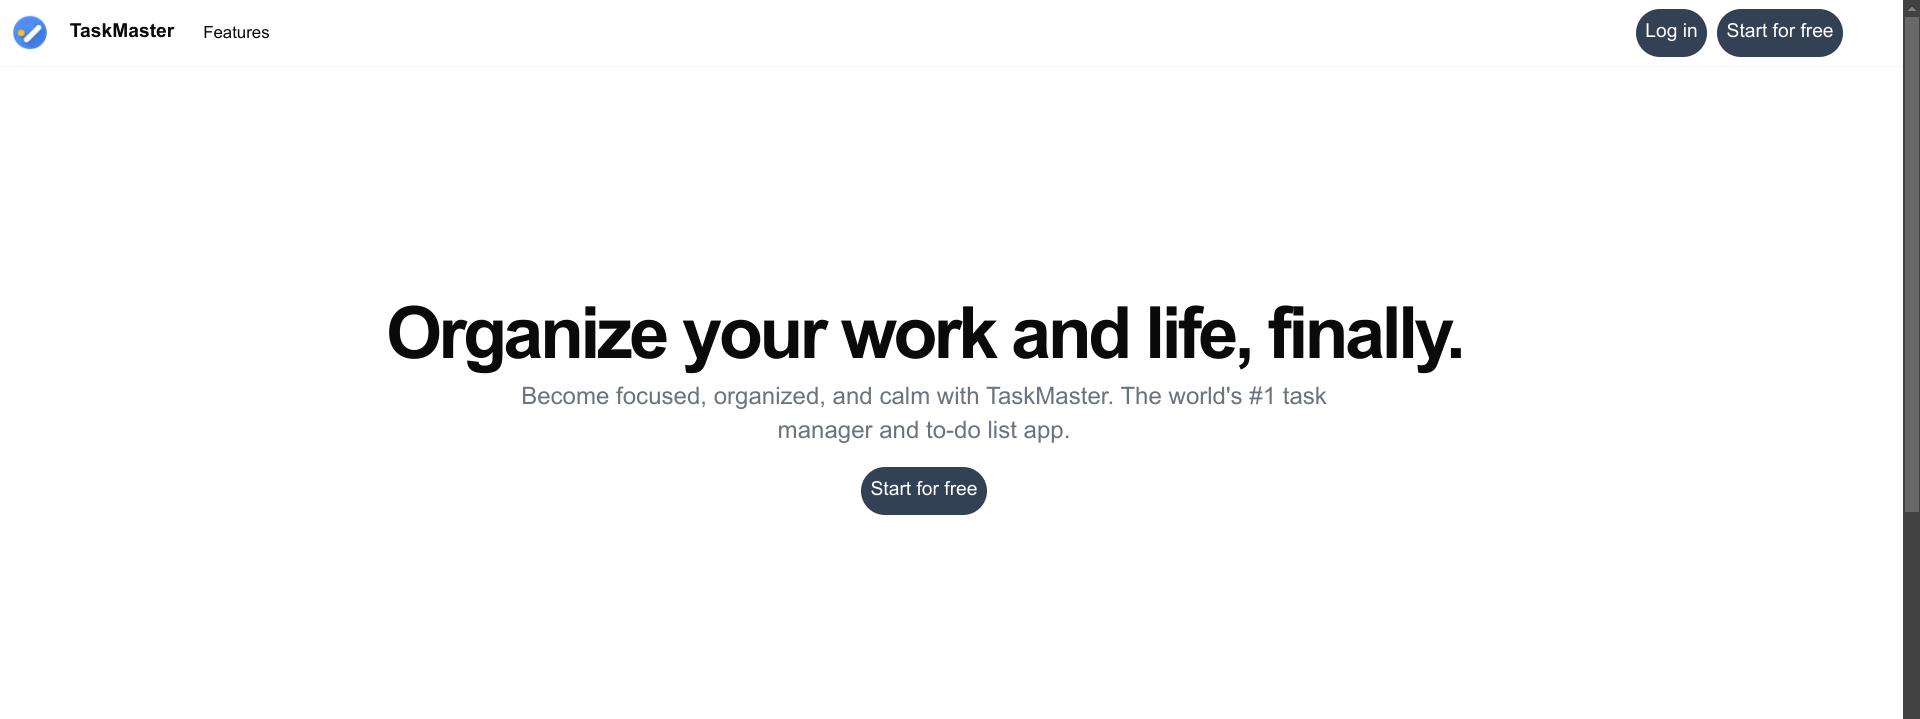 TaskMaster
Features
Log in
Start for free
Organize your work and life, finally.
Become focused, organized, and calm with TaskMaster. The world's #1 task
manager and to-do list app.
Start for free